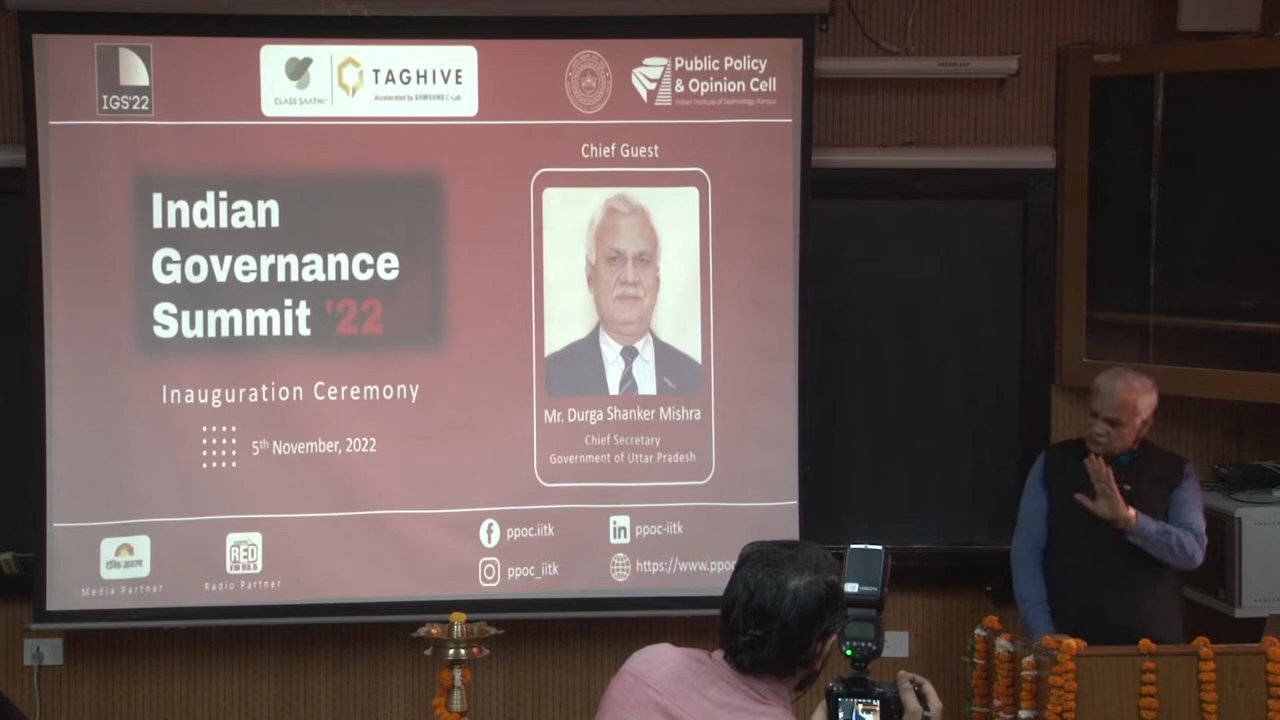 IGS'22
CLASS SAATHI
TAGHIVE
Accelerated by SAMSUNG C-Lab
Public Policy
& Opinion Cell
Indian Institute of Technology, Kanpur
Chief Guest
Indian
Governance
Summit '22
Inauguration Ceremony
5th November, 2022
Mr. Durga Shanker Mishra
Chief Secretary
Government of Uttar Pradesh
दैनिक जागरण
Media Partner
RED
FM 93.5
Radio Partner
ppoc.iitk
ppoc-iitk
ppoc_iitk
https://www.ppoc